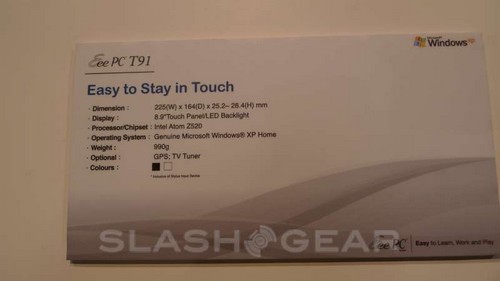 Eee PC T91
Microsoft
Windows xp
Easy to Stay in Touch
• Dimension : 225(W) x 164(D) x 25.2~ 28.4(H) mm
• Display : 8.9"Touch Panel/LED Backlight
• Processor/Chipset : Intel Atom Z520
• Operating System : Genuine Microsoft Windows® XP Home
• Weight : 990g
• Optional : GPS; TV Tuner
• Colours :
SLASHGEAR
Eee PC
Easy to Learn, Work and Play